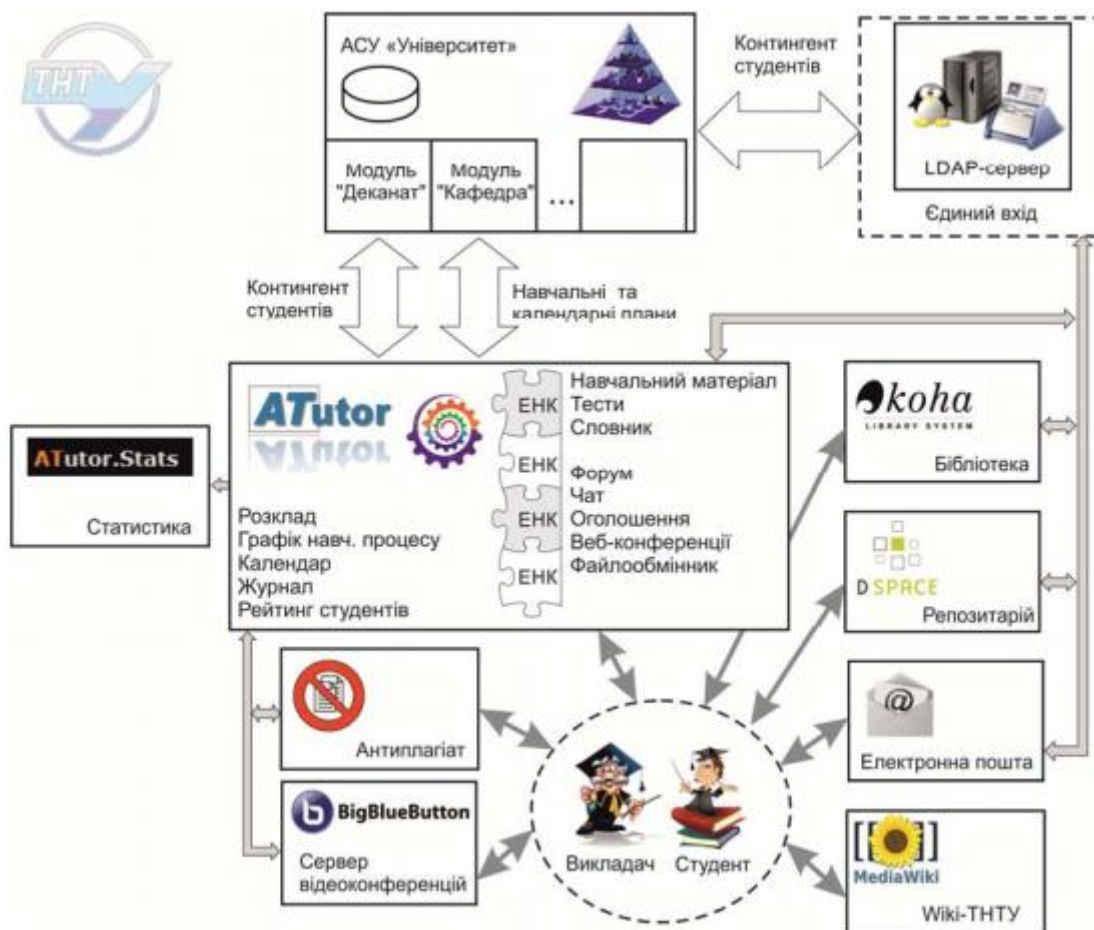 ТНТУ
АСУ «Університет»
Модуль
"Деканат"
Модуль
"Кафедра"
...
Контингент
студентів
LDAP-сервер
Єдиний вхід
Контингент
студентів
Навчальні та
календарні плани
ATutor
ЕНК
ЕНК
ЕНК
ЕНК
Навчальний матеріал
Тести
Словник
Форум
Чат
Оголошення
Веб-конференції
Файлообмінник
Розклад
Графік навч. процесу
Календар
Журнал
Рейтинг студентів
ATutor.Stats
Статистика
koha
LIBRARY SYSTEM
Бібліотека
D SPACE
Репозитарій
@
Електронна пошта
[[ ]]
MediaWiki
Wiki-ТНТУ
Антиплагіат
b BigBlueButton
Сервер
відеоконференцій
Викладач
Студент